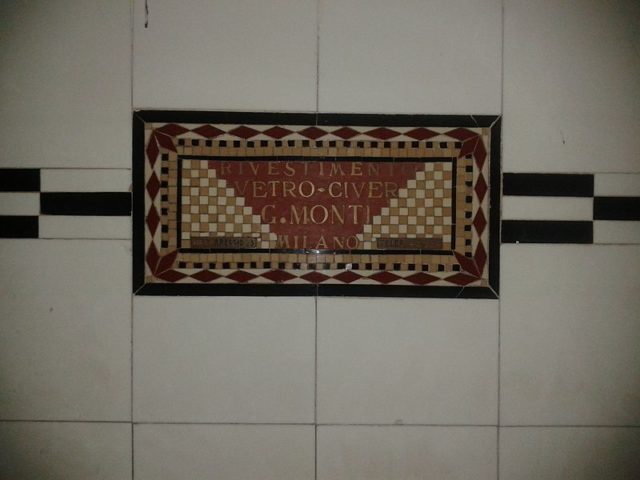 RIVESTIMENTO
VETRO-CIVER
G. MONTI
MILANO